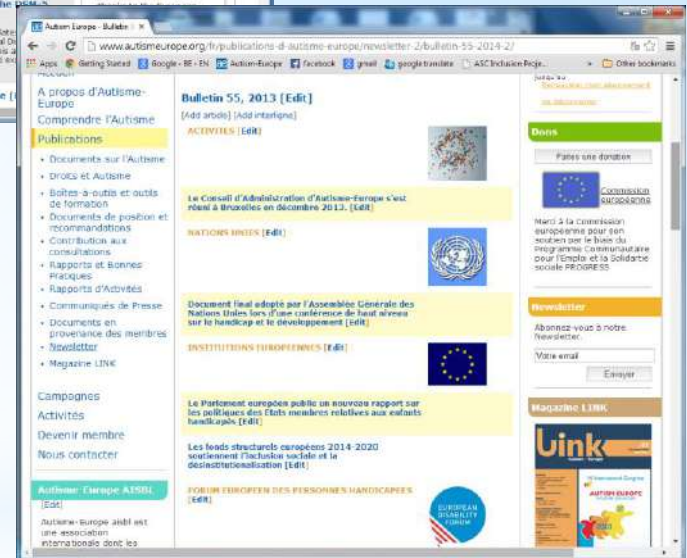 the DSM-5
Autism Europe - Bulletin
www.autismeurope.org/fr/publications-d-autisme-europe/newsletter-2/bulletin-55-2014-2/
Apps Getting Started Google - BE - EN Autism-Europe facebook gmail google translate ASC Inclusion Proje... » Other bookmarks
Accueil
A propos d'Autisme-
Europe
Comprendre l'Autisme
Publications
Documents sur l'Autisme
Droits et Autisme
Boîtes-à-outils et outils
de formation
Documents de position et
recommandations
Contribution aux
consultations
Rapports et Bonnes
Pratiques
Rapports d'Activités
Communiqués de Presse
Documents en
provenance des membres
Newsletter
Magazine LINK
Campagnes
Activités
Devenir membre
Nous contacter
Autisme Europe AISBL
[Edit]
Autisme-Europe aisbl est
une association
internationale dont les
Bulletin 55, 2013 [Edit]
[Add article] [Add interligne]
ACTIVITES [Edit]
Le Conseil d'Administration d'Autisme-Europe s'est
réuni à Bruxelles en décembre 2013. [Edit]
NATIONS UNIES [Edit]
Document final adopté par l'Assemblée Générale des
Nations Unies lors d'une conférence de haut niveau
sur le handicap et le développement [Edit]
INSTITUTIONS EUROPEENNES [Edit]
Le Parlement européen publie un nouveau rapport sur
les politiques des Etats membres relatives aux enfants
handicapés [Edit]
Les fonds structurels européens 2014-2020
soutiennent l'inclusion sociale et la
désinstitutionalisation [Edit]
FORUM EUROPEEN DES PERSONNES HANDICAPEES
[Edit]
EUROPEAN
DISABILITY
FORUM
Dons
Faites une donation
Commission
européenne
Merci à la Commission
européenne pour son
soutien par le biais du
Programme Communautaire
pour l'Emploi et la Solidarité
sociale PROGRESS
Newsletter
Abonnez-vous à notre
Newsletter.
Votre email
Envoyer
Magazine LINK
Link
AUTISM-EUROPE